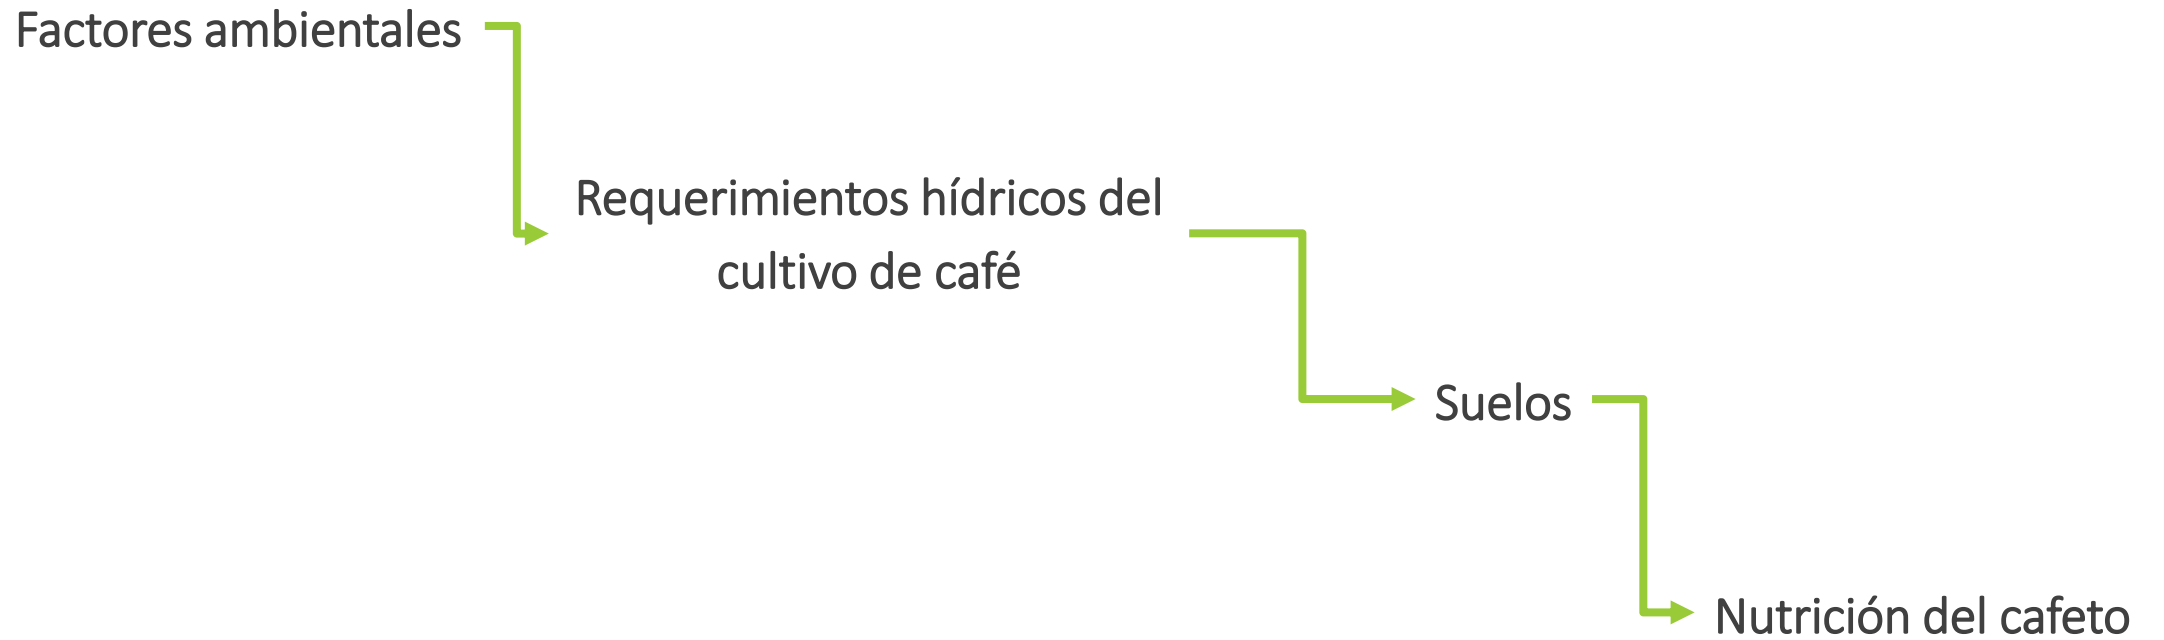 Factores ambientales
Requerimientos hídricos del
cultivo de café
Suelos
Nutrición del cafeto